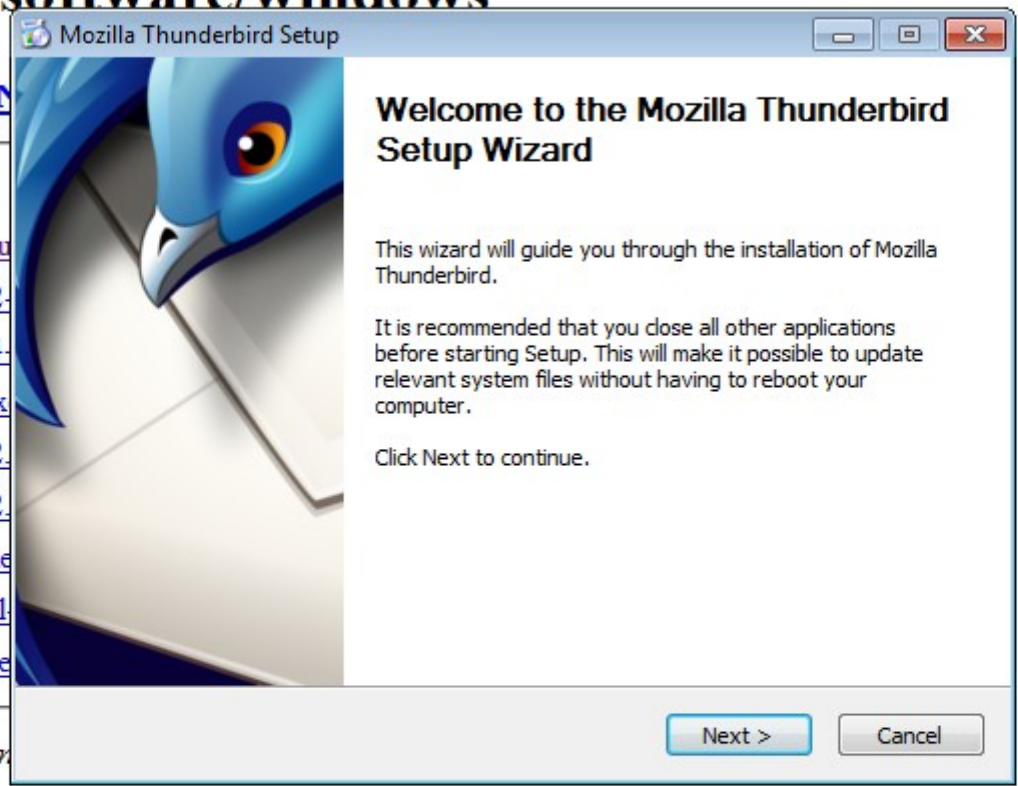 software/windows
Mozilla Thunderbird Setup
Welcome to the Mozilla Thunderbird
Setup Wizard
This wizard will guide you through the installation of Mozilla
Thunderbird.
It is recommended that you close all other applications
before starting Setup. This will make it possible to update
relevant system files without having to reboot your
computer.
Click Next to continue.
Next >
Cancel